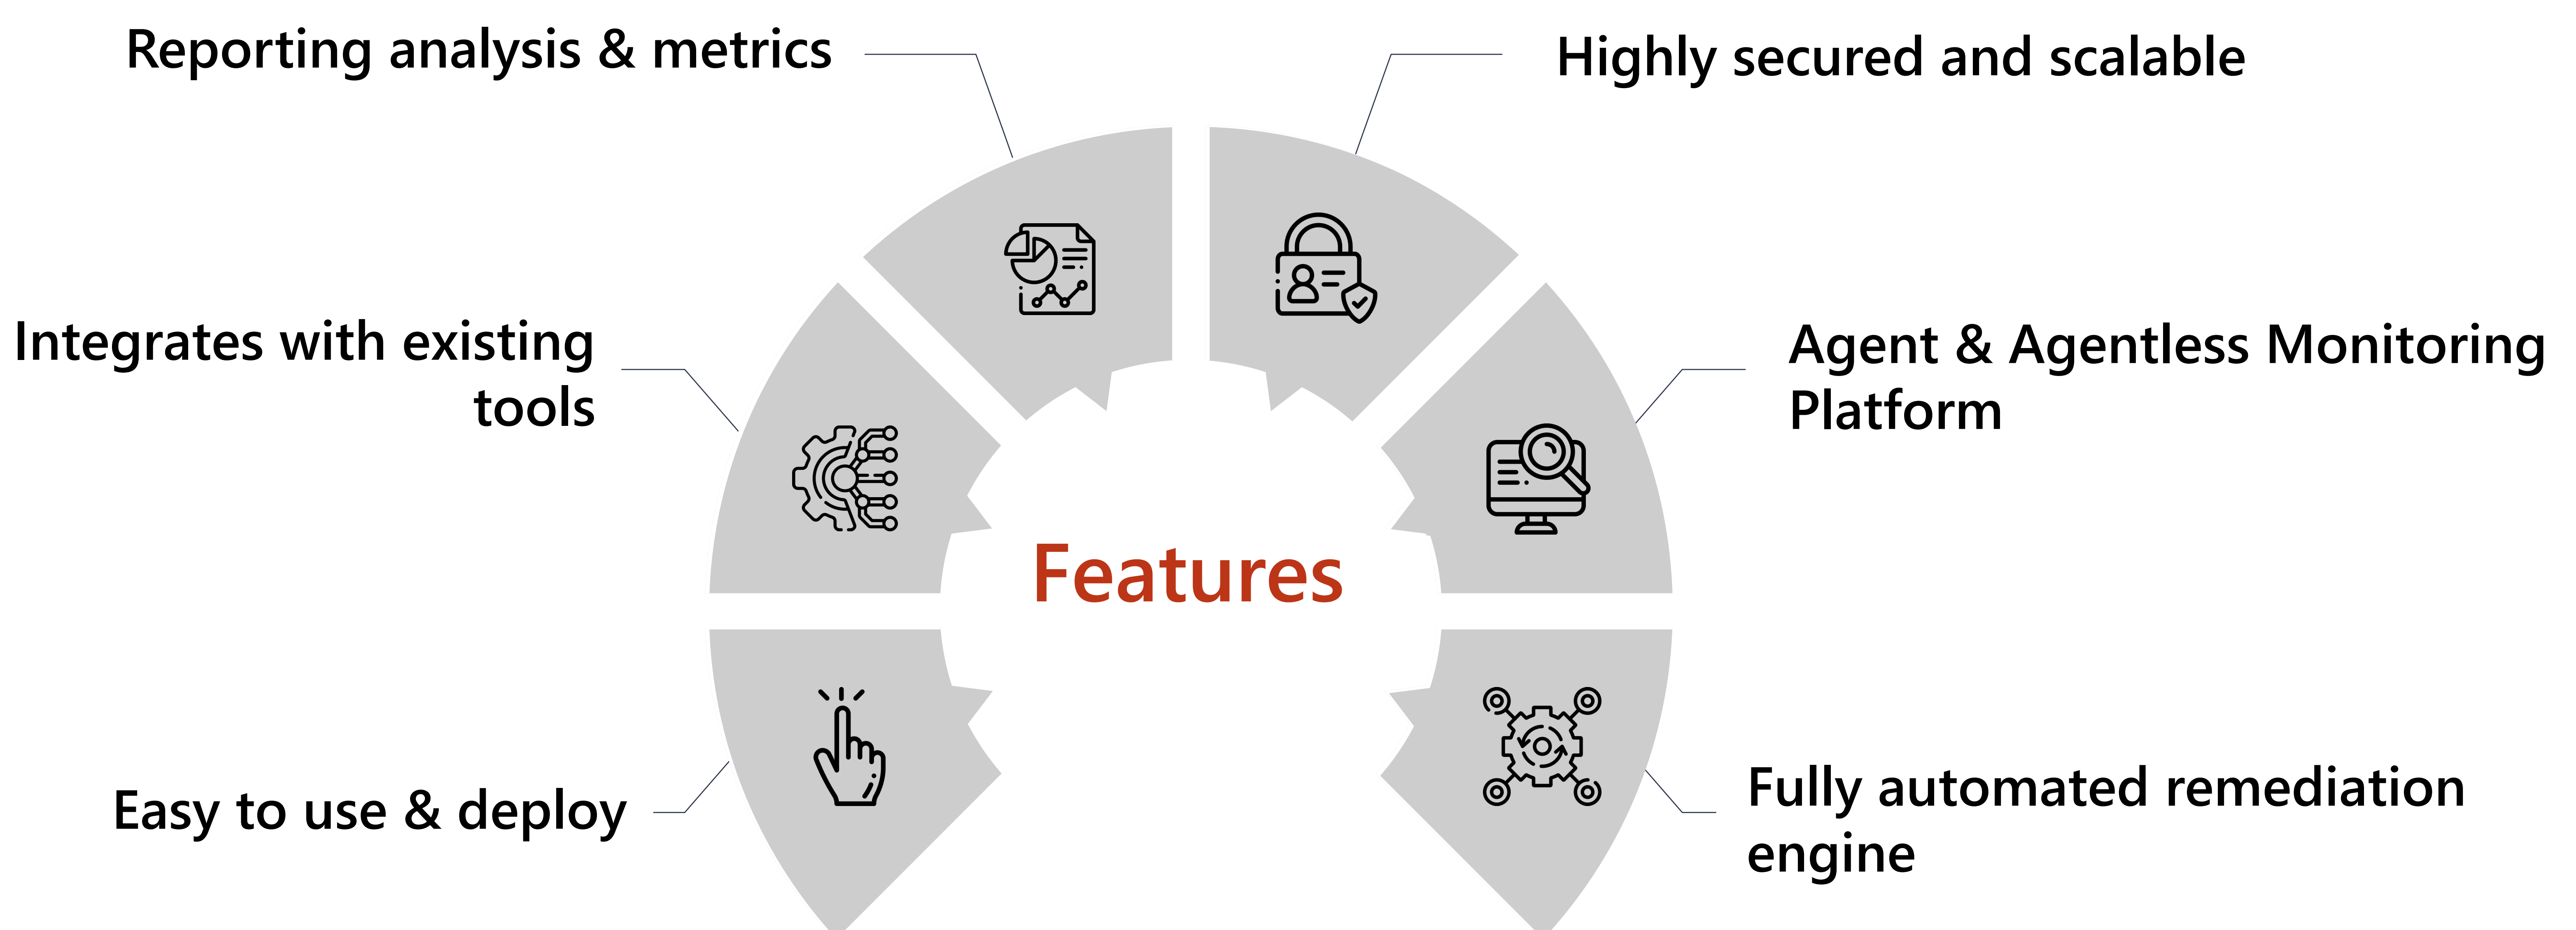 Reporting analysis & metrics
Highly secured and scalable
Integrates with existing
tools
Agent & Agentless Monitoring
Platform
Features
Easy to use & deploy
Fully automated remediation
engine